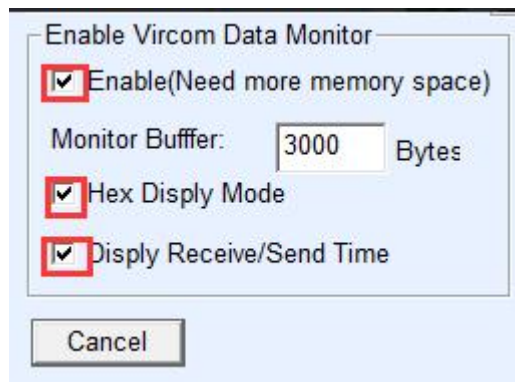 Enable Vircom Data Monitor
Enable(Need more memory space)
Monitor Bufffer: 3000 Bytes
Hex Disply Mode
Disply Receive/Send Time
Cancel